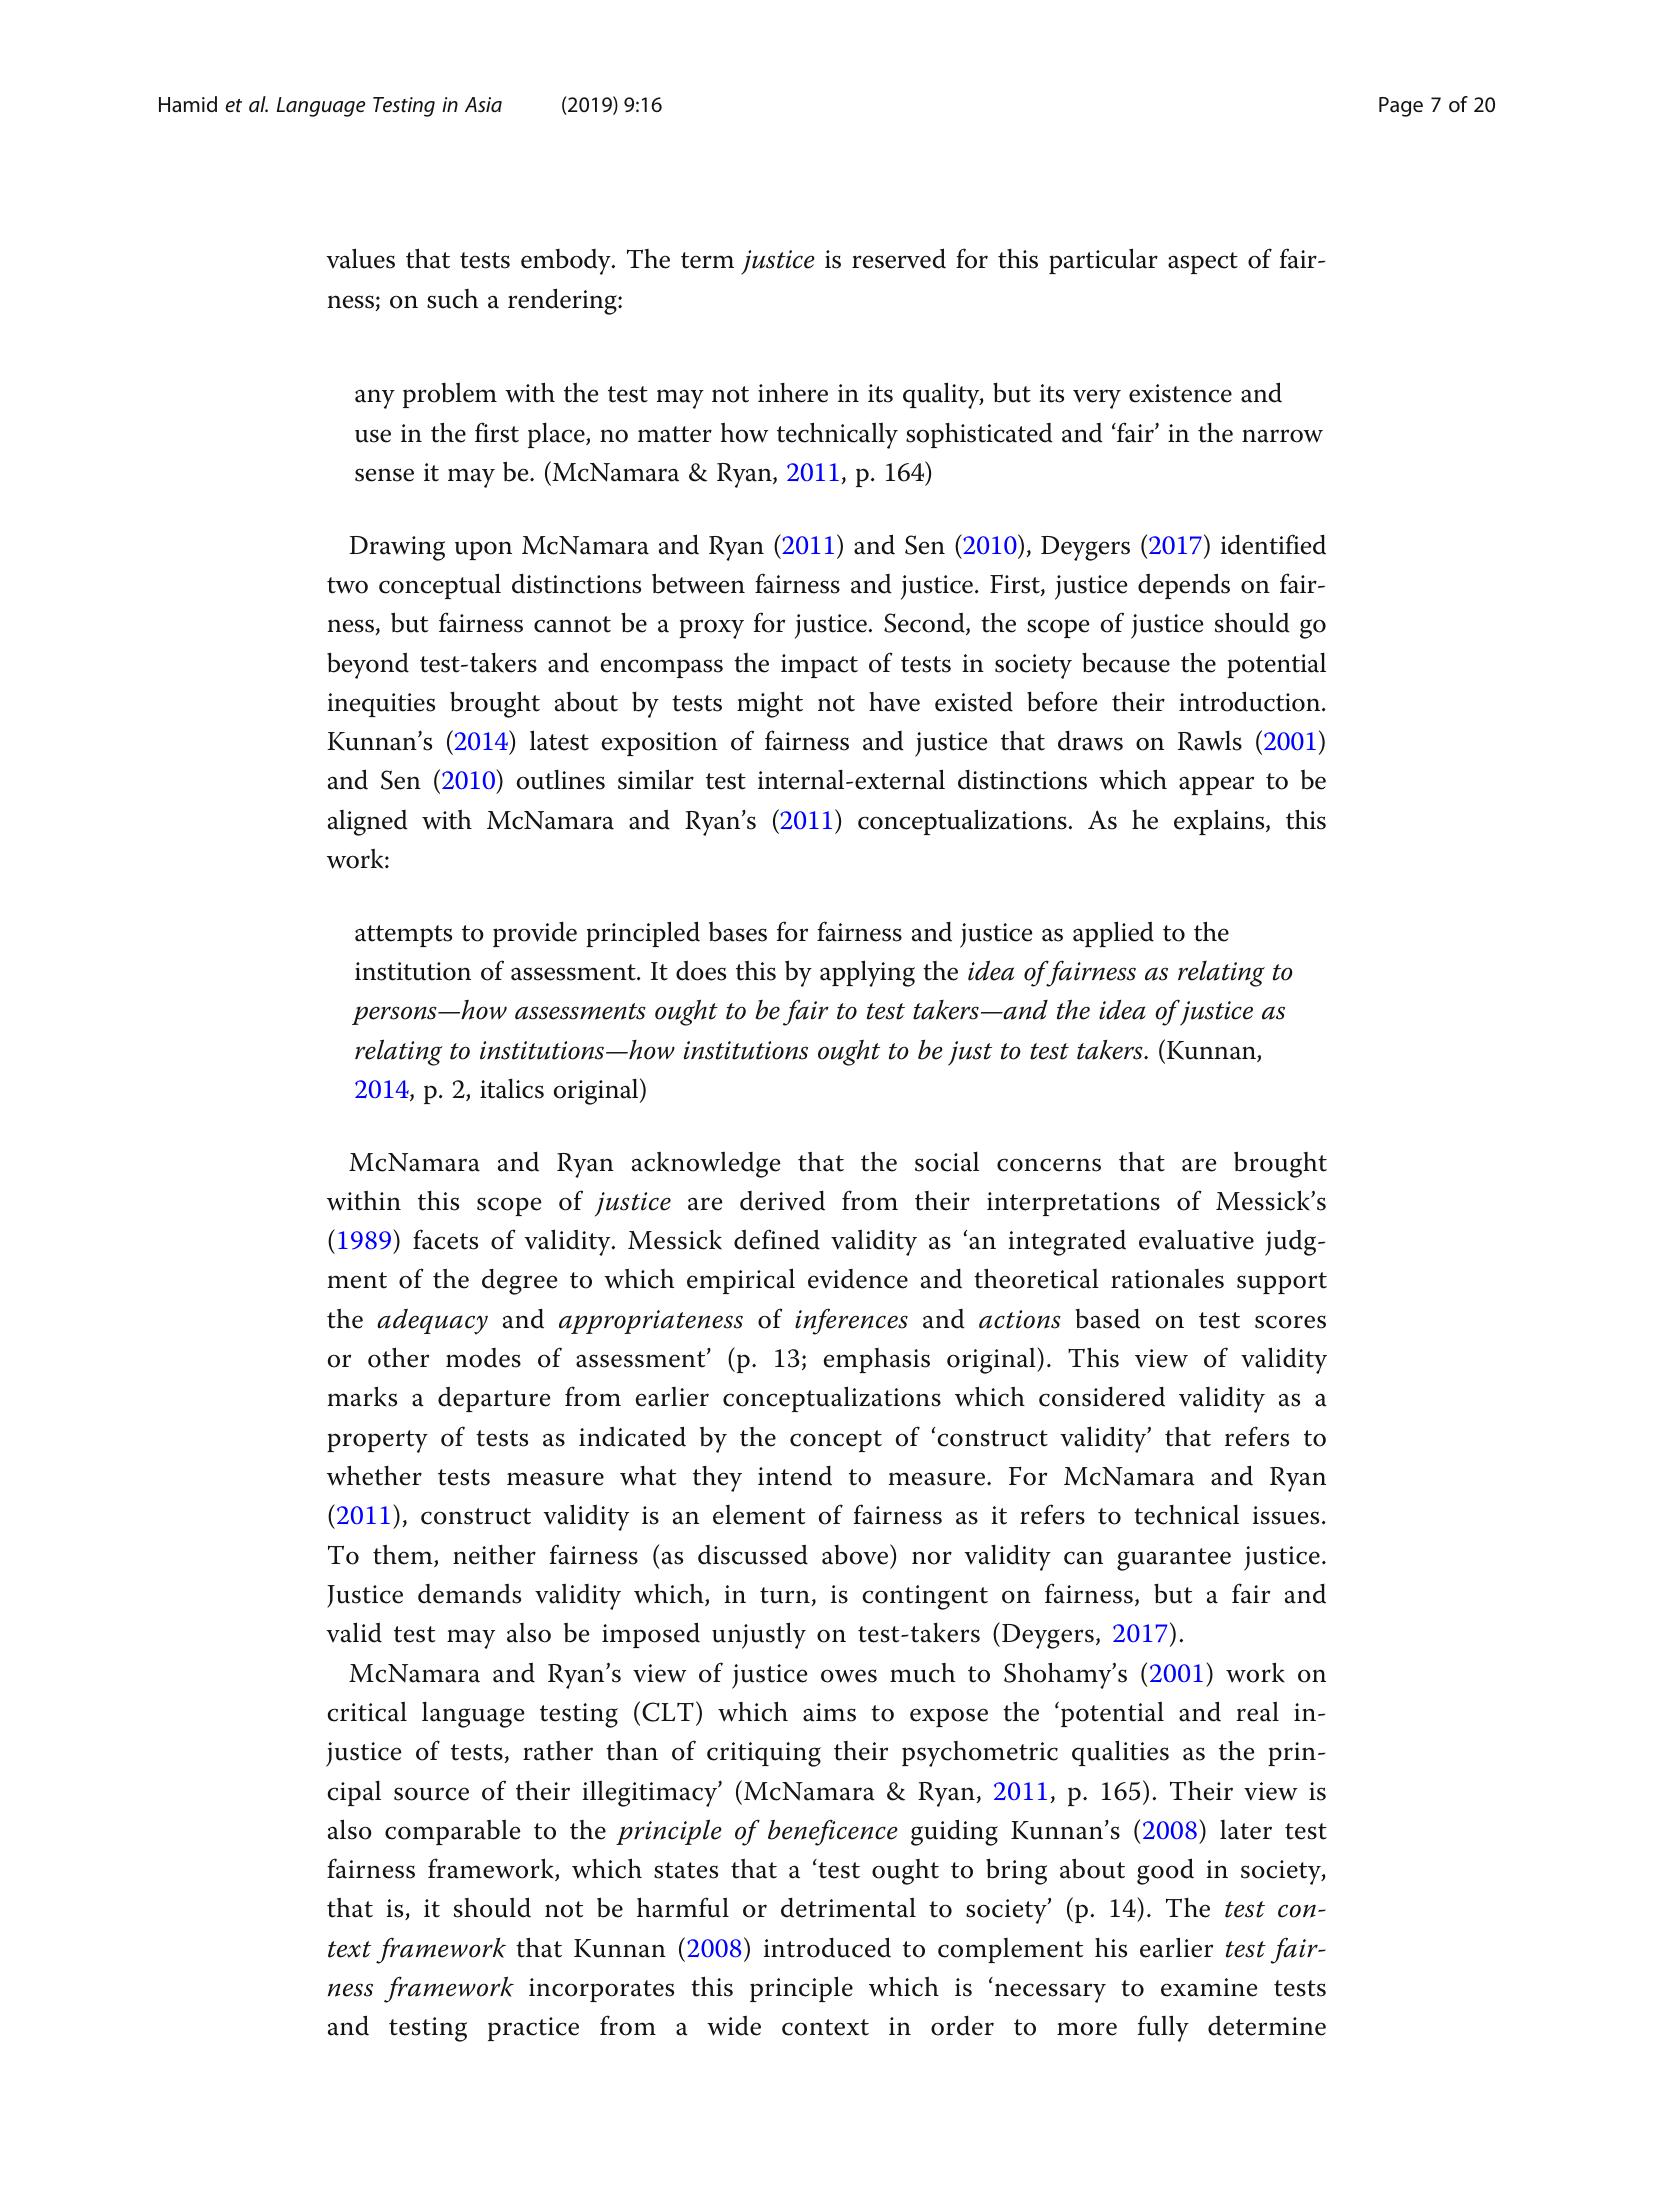 Hamid et al. Language Testing in Asia (2019) 9:16 Page 7 of 20
values that tests embody. The term justice is reserved for this particular aspect of fair-
ness; on such a rendering:
any problem with the test may not inhere in its quality, but its very existence and
use in the first place, no matter how technically sophisticated and ‘fair’ in the narrow
sense it may be. (McNamara & Ryan, 2011, p. 164)
Drawing upon McNamara and Ryan (2011) and Sen (2010), Deygers (2017) identified
two conceptual distinctions between fairness and justice. First, justice depends on fair-
ness, but fairness cannot be a proxy for justice. Second, the scope of justice should go
beyond test-takers and encompass the impact of tests in society because the potential
inequities brought about by tests might not have existed before their introduction.
Kunnan’s (2014) latest exposition of fairness and justice that draws on Rawls (2001)
and Sen (2010) outlines similar test internal-external distinctions which appear to be
aligned with McNamara and Ryan’s (2011) conceptualizations. As he explains, this
work:
attempts to provide principled bases for fairness and justice as applied to the
institution of assessment. It does this by applying the idea of fairness as relating to
persons—how assessments ought to be fair to test takers—and the idea of justice as
relating to institutions—how institutions ought to be just to test takers. (Kunnan,
2014, p. 2, italics original)
McNamara and Ryan acknowledge that the social concerns that are brought
within this scope of justice are derived from their interpretations of Messick’s
(1989) facets of validity. Messick defined validity as ‘an integrated evaluative judg-
ment of the degree to which empirical evidence and theoretical rationales support
the adequacy and appropriateness of inferences and actions based on test scores
or other modes of assessment’ (p. 13; emphasis original). This view of validity
marks a departure from earlier conceptualizations which considered validity as a
property of tests as indicated by the concept of ‘construct validity’ that refers to
whether tests measure what they intend to measure. For McNamara and Ryan
(2011), construct validity is an element of fairness as it refers to technical issues.
To them, neither fairness (as discussed above) nor validity can guarantee justice.
Justice demands validity which, in turn, is contingent on fairness, but a fair and
valid test may also be imposed unjustly on test-takers (Deygers, 2017).
McNamara and Ryan’s view of justice owes much to Shohamy’s (2001) work on
critical language testing (CLT) which aims to expose the ‘potential and real in-
justice of tests, rather than of critiquing their psychometric qualities as the prin-
cipal source of their illegitimacy’ (McNamara & Ryan, 2011, p. 165). Their view is
also comparable to the principle of beneficence guiding Kunnan’s (2008) later test
fairness framework, which states that a ‘test ought to bring about good in society,
that is, it should not be harmful or detrimental to society’ (p. 14). The test con-
text framework that Kunnan (2008) introduced to complement his earlier test fair-
ness framework incorporates this principle which is ‘necessary to examine tests
and testing practice from a wide context in order to more fully determine